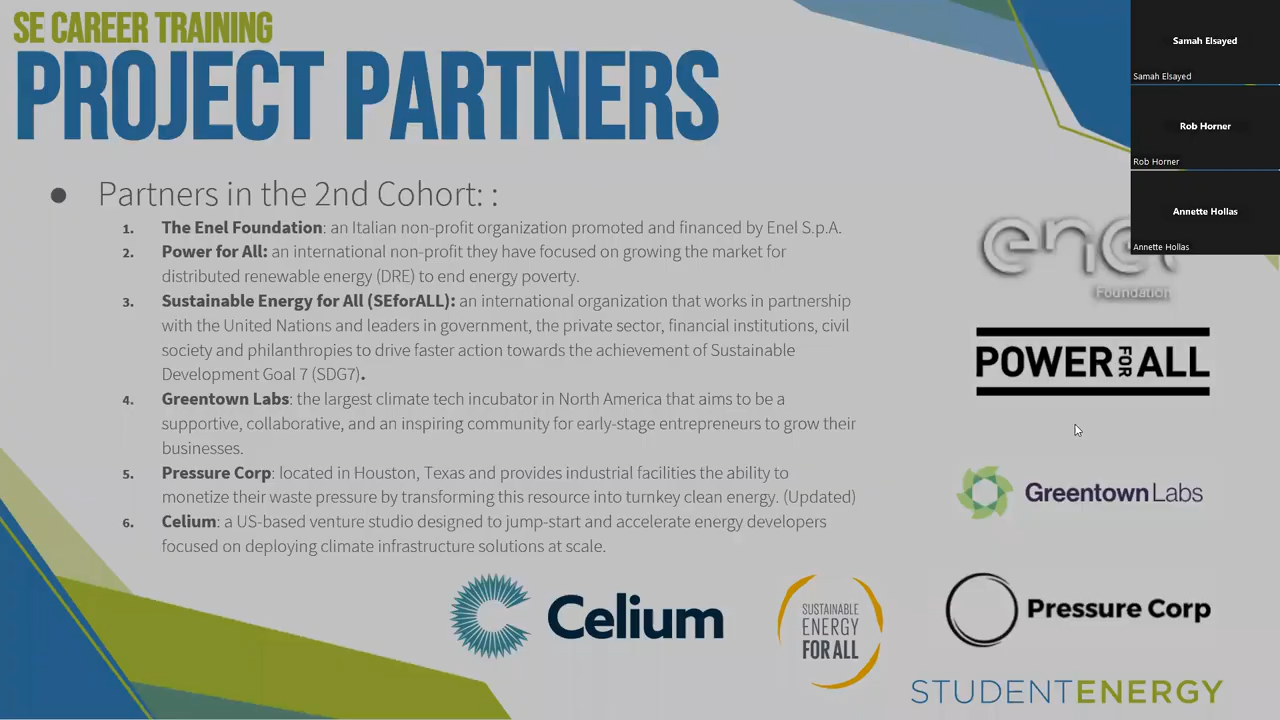 SE CAREER TRAINING
PROJECT PARTNERS
Samah Elsayed
Samah Elsayed
Rob Horner
Rob Horner
Annette Hollas
Annette Hollas
● Partners in the 2nd Cohort: :
1. The Enel Foundation: an Italian non-profit organization promoted and financed by Enel S.p.A.
2. Power for All: an international non-profit they have focused on growing the market for
distributed renewable energy (DRE) to end energy poverty.
3. Sustainable Energy for All (SEforALL): an international organization that works in partnership
with the United Nations and leaders in government, the private sector, financial institutions, civil
society and philanthropies to drive faster action towards the achievement of Sustainable
Development Goal 7 (SDG7).
4. Greentown Labs: the largest climate tech incubator in North America that aims to be a
supportive, collaborative, and an inspiring community for early-stage entrepreneurs to grow their
businesses.
5. Pressure Corp: located in Houston, Texas and provides industrial facilities the ability to
monetize their waste pressure by transforming this resource into turnkey clean energy. (Updated)
6. Celium: a US-based venture studio designed to jump-start and accelerate energy developers
focused on deploying climate infrastructure solutions at scale.
enel
Foundation
POWER FOR ALL
Greentown Labs
Celium
SUSTAINABLE
ENERGY
FOR ALL
Pressure Corp
STUDENTENERGY